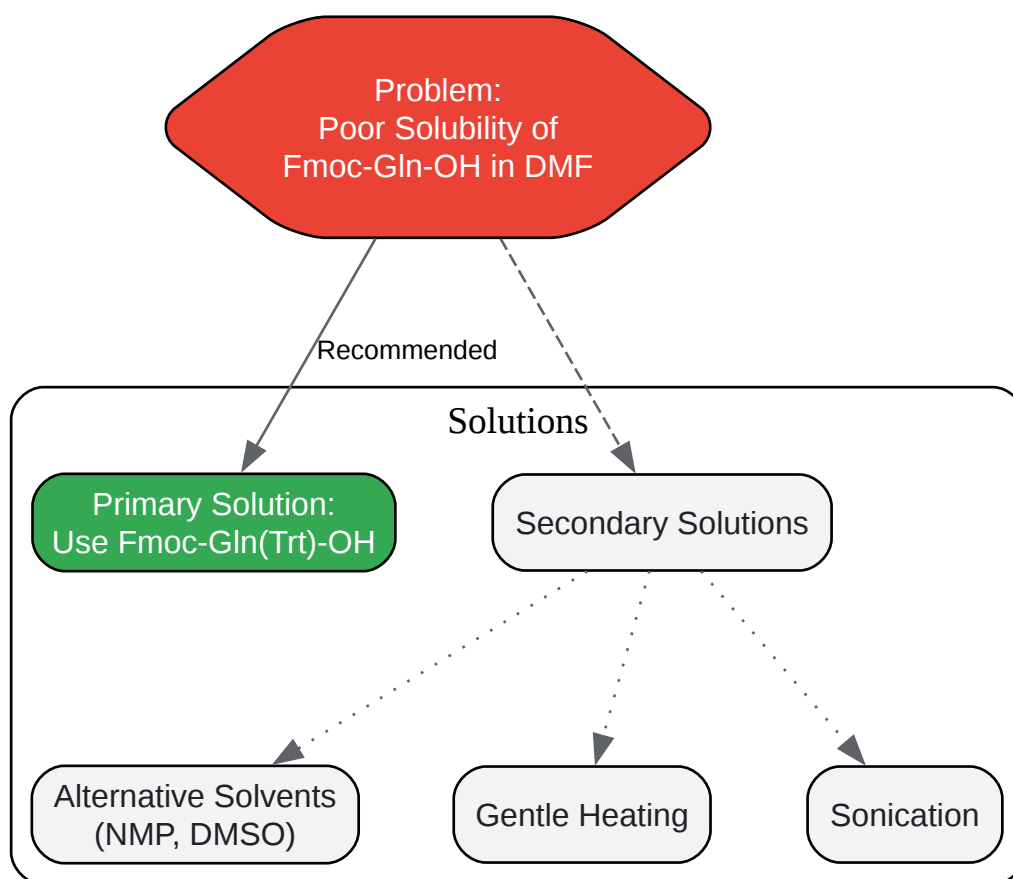 Problem:
Poor Solubility of
Fmoc-Gln-OH in DMF
Recommended
Solutions
Primary Solution:
Use Fmoc-Gln(Trt)-OH
Secondary Solutions
Alternative Solvents
(NMP, DMSO)
Gentle Heating
Sonication